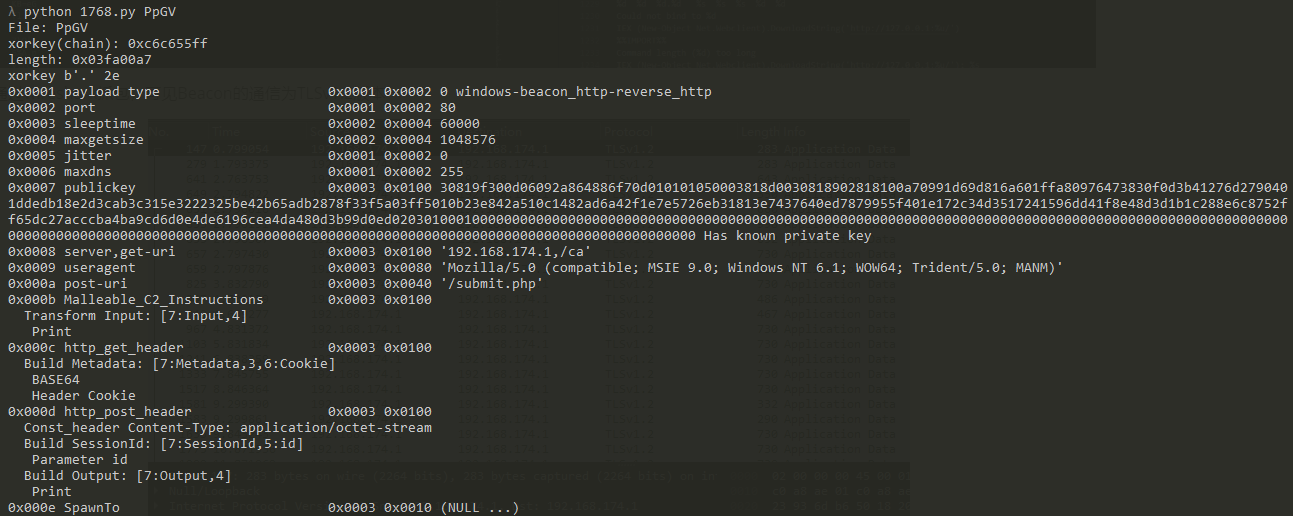 λ python 1768.py PpGV
File: PpGV
xorkey(chain): 0xc6c655ff
length: 0x03fa00a7
xorkey b'.' 2e
0x0001 payload type 0x0001 0x0002 0 windows-beacon_http-reverse_http
0x0002 port 0x0001 0x0002 80
0x0003 sleeptime 0x0002 0x0004 60000
0x0004 maxgetsize 0x0002 0x0004 1048576
0x0005 jitter 0x0001 0x0002 0
0x0006 maxdns 0x0001 0x0002 255
0x0007 publickey 0x0003 0x0100 30819f300d06092a864886f70d010101050003818d0030818902818100a70991d69d816a601ffa80976473830f0d3b41276d279040
1ddedb18e2d3cab3c315e3222325be42b65adb2878f33f5a03ff5010b23e842a510c1482ad6a42f1e7e5726eb31813e7437640ed7879955f401e172c34d3517241596dd41f8e48d3d1b1c288e6c8752f
f65dc27acccba4ba9cd6d0e4de6196cea4da480d3b99d0ed0203010001000000000000000000000000000000000000000000000000000000000000000000000000000000000000000000000000000000
00000000000000000000000000000000000000000000000000000000000000000000000000000000000000 Has known private key
0x0008 server,get-uri 0x0003 0x0100 '192.168.174.1,/ca'
0x0009 useragent 0x0003 0x0080 'Mozilla/5.0 (compatible; MSIE 9.0; Windows NT 6.1; WOW64; Trident/5.0; MANM)'
0x000a post-uri 0x0003 0x0040 '/submit.php'
0x000b Malleable_C2_Instructions 0x0003 0x0100
Transform Input: [7:Input,4]
Print
0x000c http_get_header 0x0003 0x0100
Build Metadata: [7:Metadata,3,6:Cookie]
BASE64
Header Cookie
0x000d http_post_header 0x0003 0x0100
Const_header Content-Type: application/octet-stream
Build SessionId: [7:SessionId,5:id]
Parameter id
Build Output: [7:Output,4]
Print
0x000e SpawnTo 0x0003 0x0010 (NULL ...)